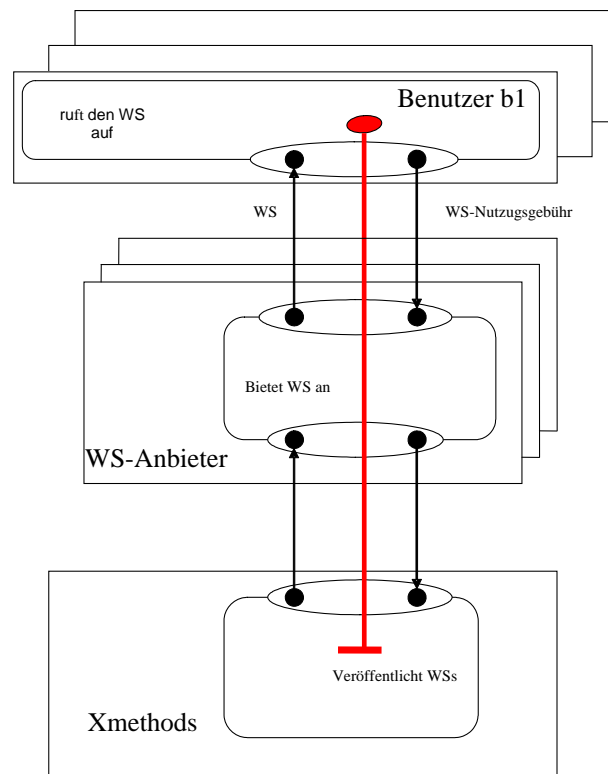 Benutzer b1
ruft den WS
auf
WS
WS-Nutzugsgebühr
Bietet WS an
WS-Anbieter
Veröffentlicht WSs
Xmethods